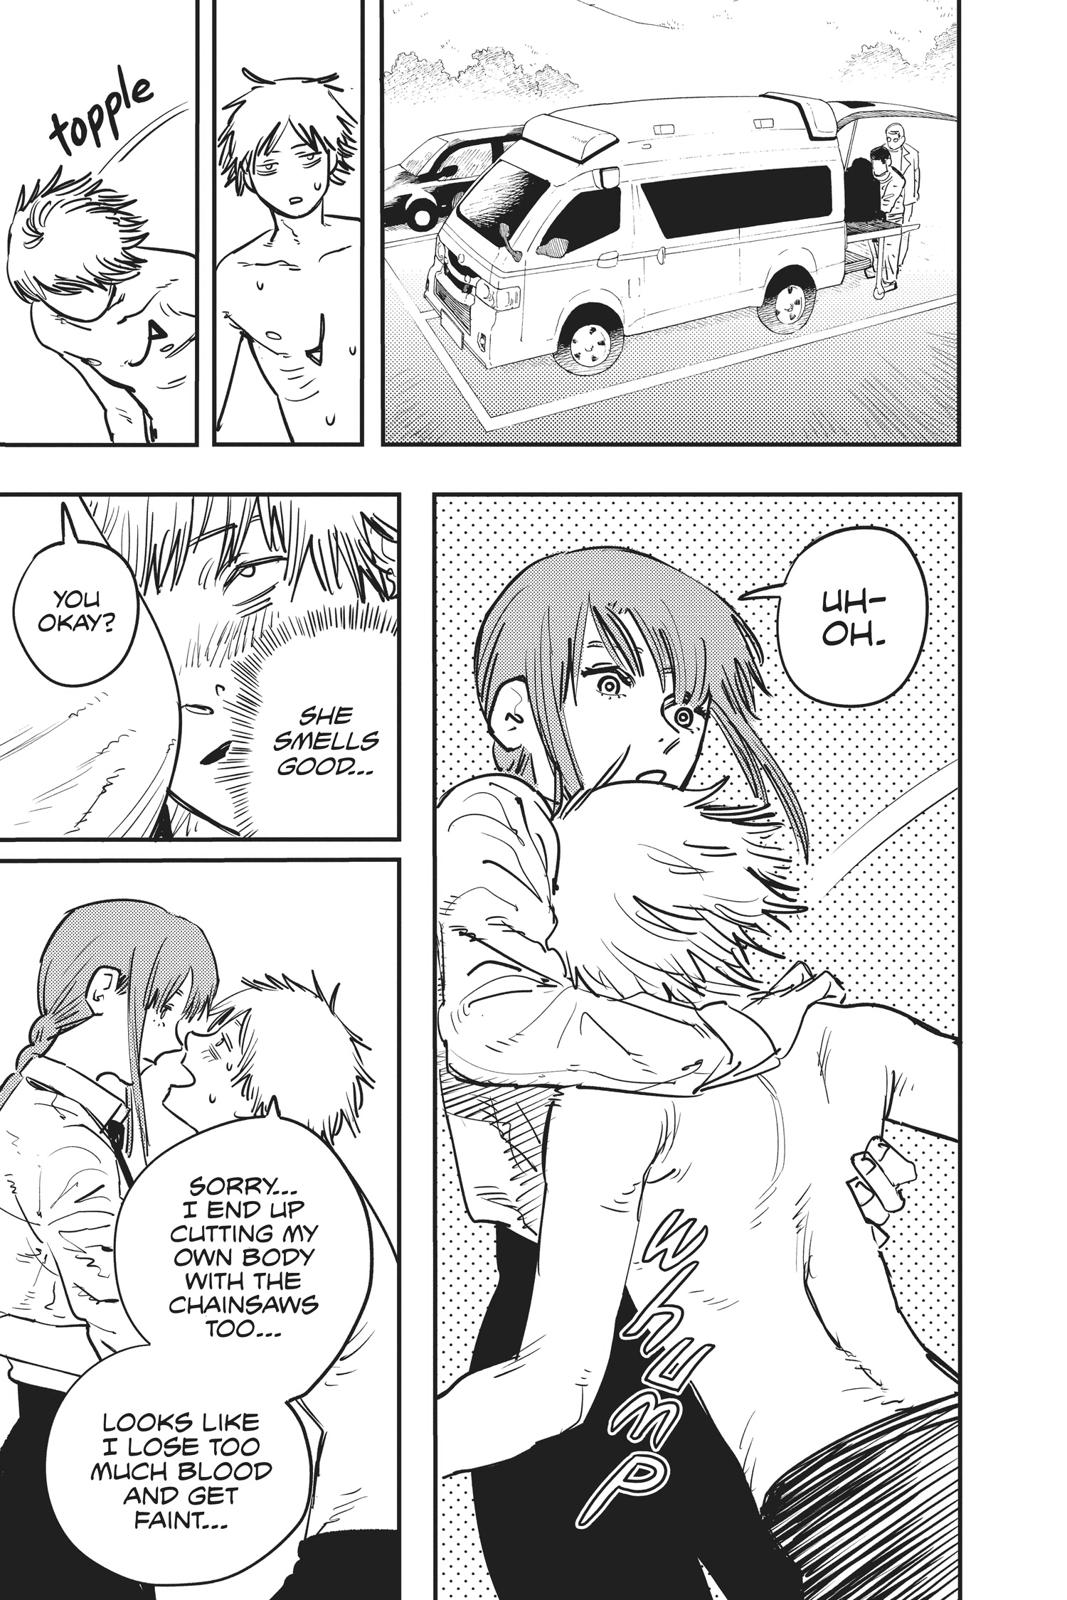 topple
UH-
OH.
whump
YOU
OKAY?
SHE
SMELLS
GOOD...
SORRY...
I END UP
CUTTING MY
OWN BODY
WITH THE
CHAINSAWS
TOO...
LOOKS LIKE
I LOSE TOO
MUCH BLOOD
AND GET
FAINT...